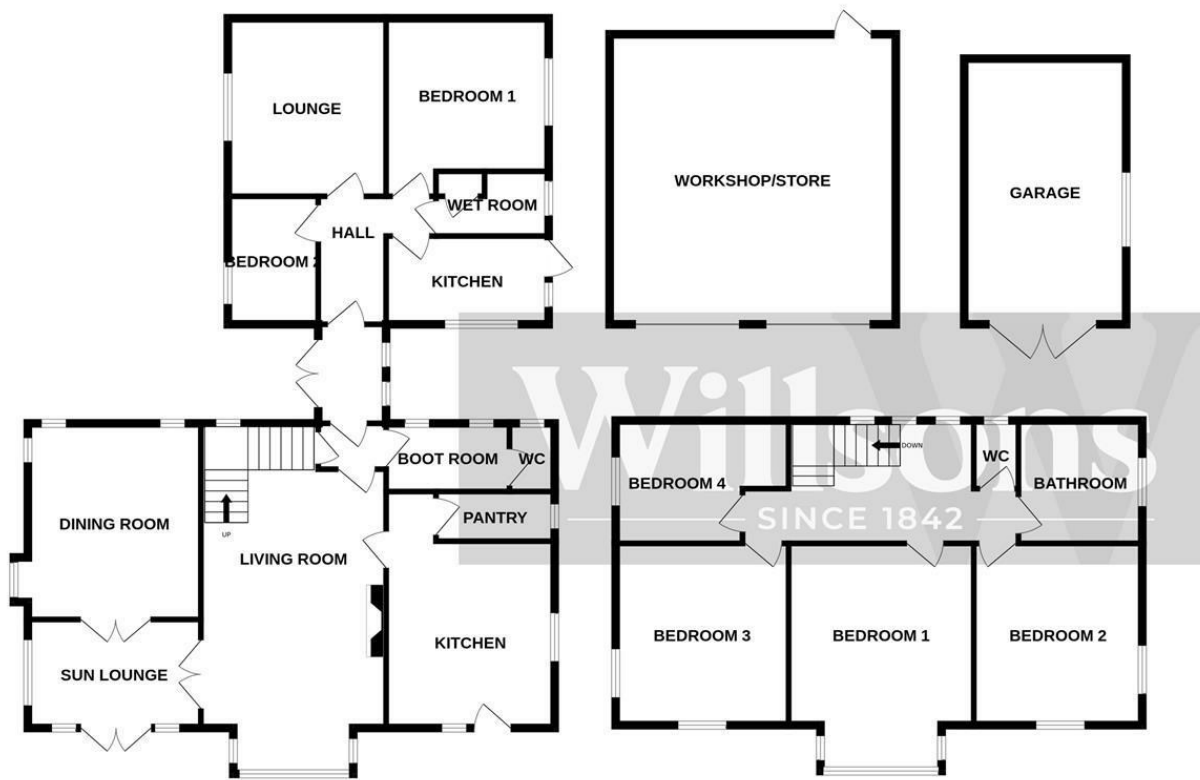 LOUNGE
BEDROOM 1
BEDROOM 2
HALL
WET ROOM
KITCHEN
WORKSHOP/STORE
GARAGE
Willsons
SINCE 1842
DINING ROOM
UP
LIVING ROOM
BOOT ROOM
WC
PANTRY
KITCHEN
SUN LOUNGE
BEDROOM 4
DOWN
WC
BATHROOM
BEDROOM 3
BEDROOM 1
BEDROOM 2